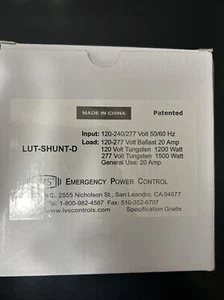 MADE IN CHINA
Patented
Input: 120-240/277 Volt 50/60 Hz
Load: 120-277 Volt Ballast 20 Amp
120 Volt Tungsten 1200 Watt
LUT-SHUNT-D
277 Volt Tungsten 1500 Watt
General Use: 20 Amp
EMERGENCY POWER CONTROL
2555 Nicholson St., San Leandro, CA 94577
Tel: 1-800-982-4587 Fax: 510-352-6707
www.lvscontrols.com Specification Grade